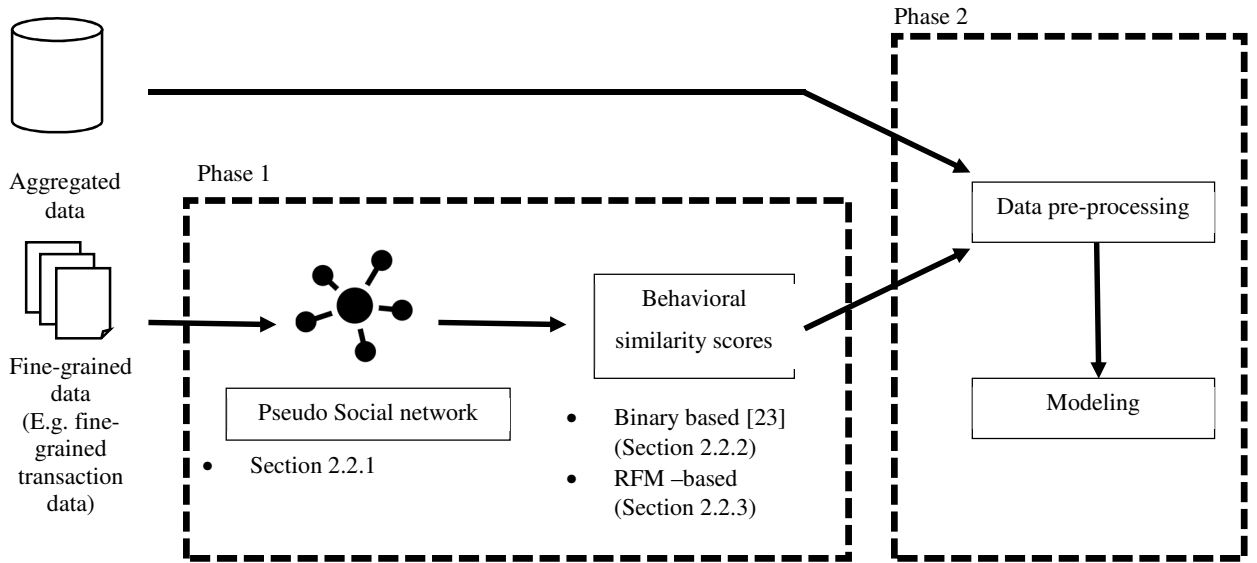 Phase 2
Aggregated
data
Phase 1
Data pre-processing
Behavioral
similarity scores
Fine-grained
data
(E.g. fine-
grained
transaction
data)
Pseudo Social network
• Section 2.2.1
• Binary based [23]
(Section 2.2.2)
• RFM –based
(Section 2.2.3)
Modeling